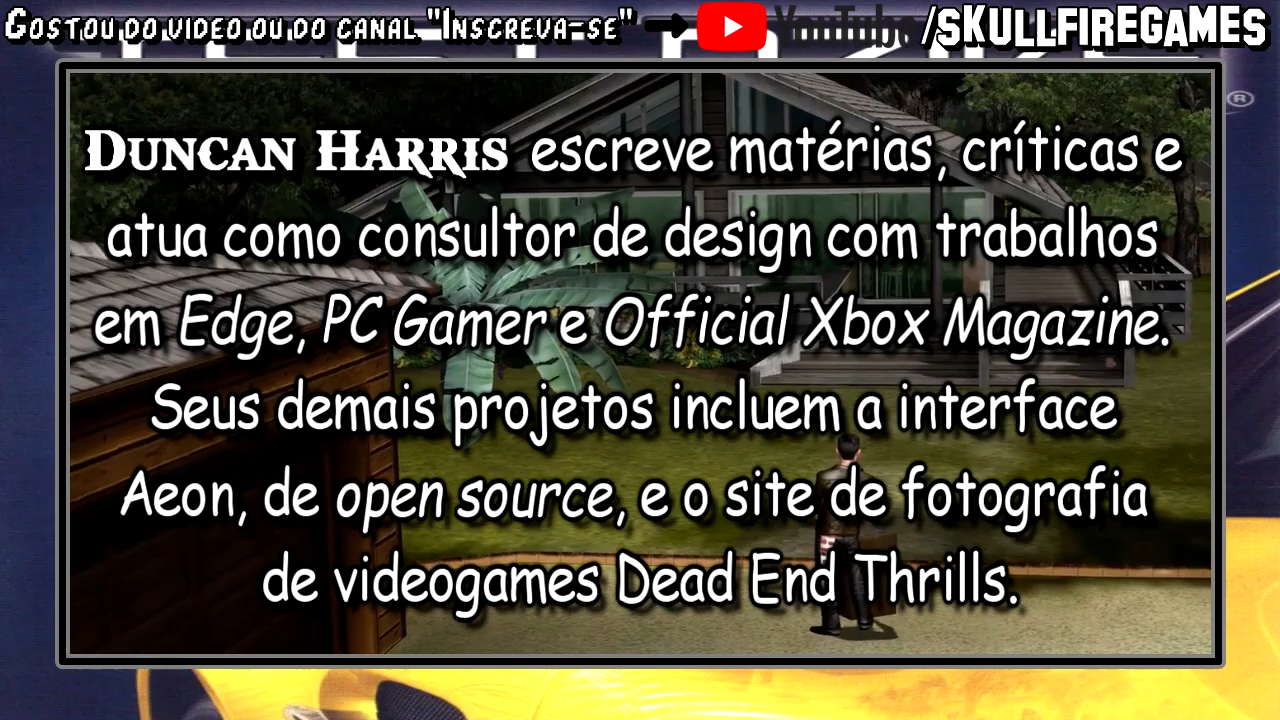 Gostou do video ou do canal "Inscreva-se" YouTube /SKULLFIREGAMES
®
Duncan Harris escreve matérias, críticas e
atua como consultor de design com trabalhos
em Edge, PC Gamer e Official Xbox Magazine.
Seus demais projetos incluem a interface
Aeon, de open source, e o site de fotografia
de videogames Dead End Thrills.